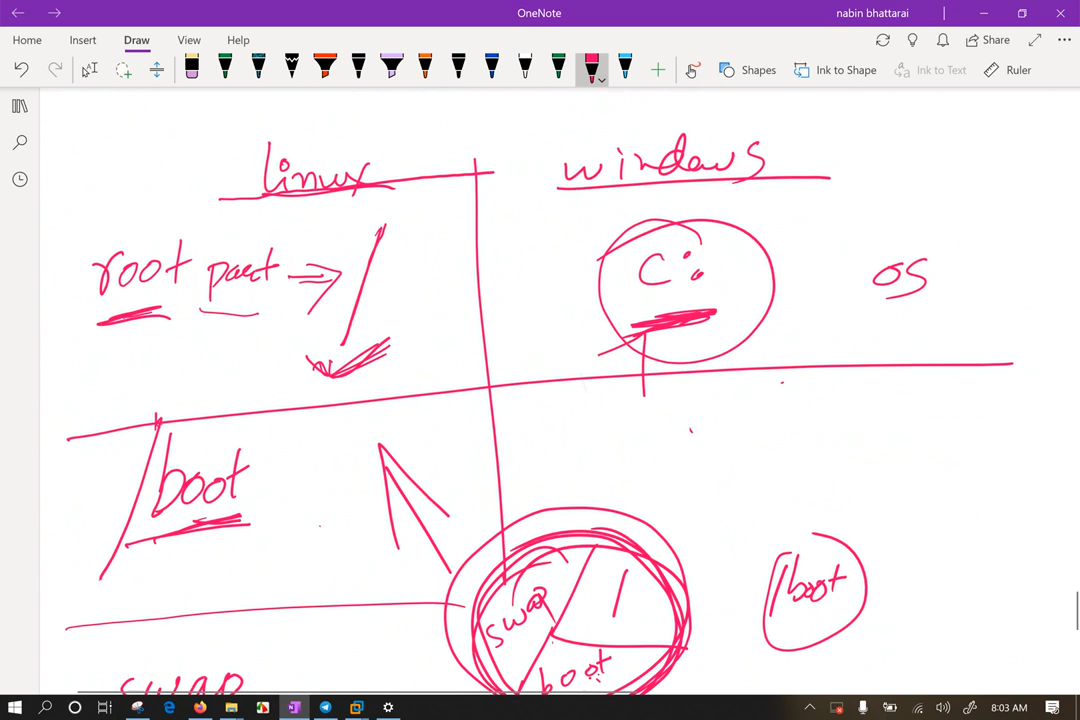 OneNote
nabin bhattarai
Home Insert Draw View Help
Share
Shapes Ink to Shape Ink to Text Ruler
linux windows
root part ⇒ / C: OS
/boot
swap /
boot
/boot
SWAP
8:03 AM